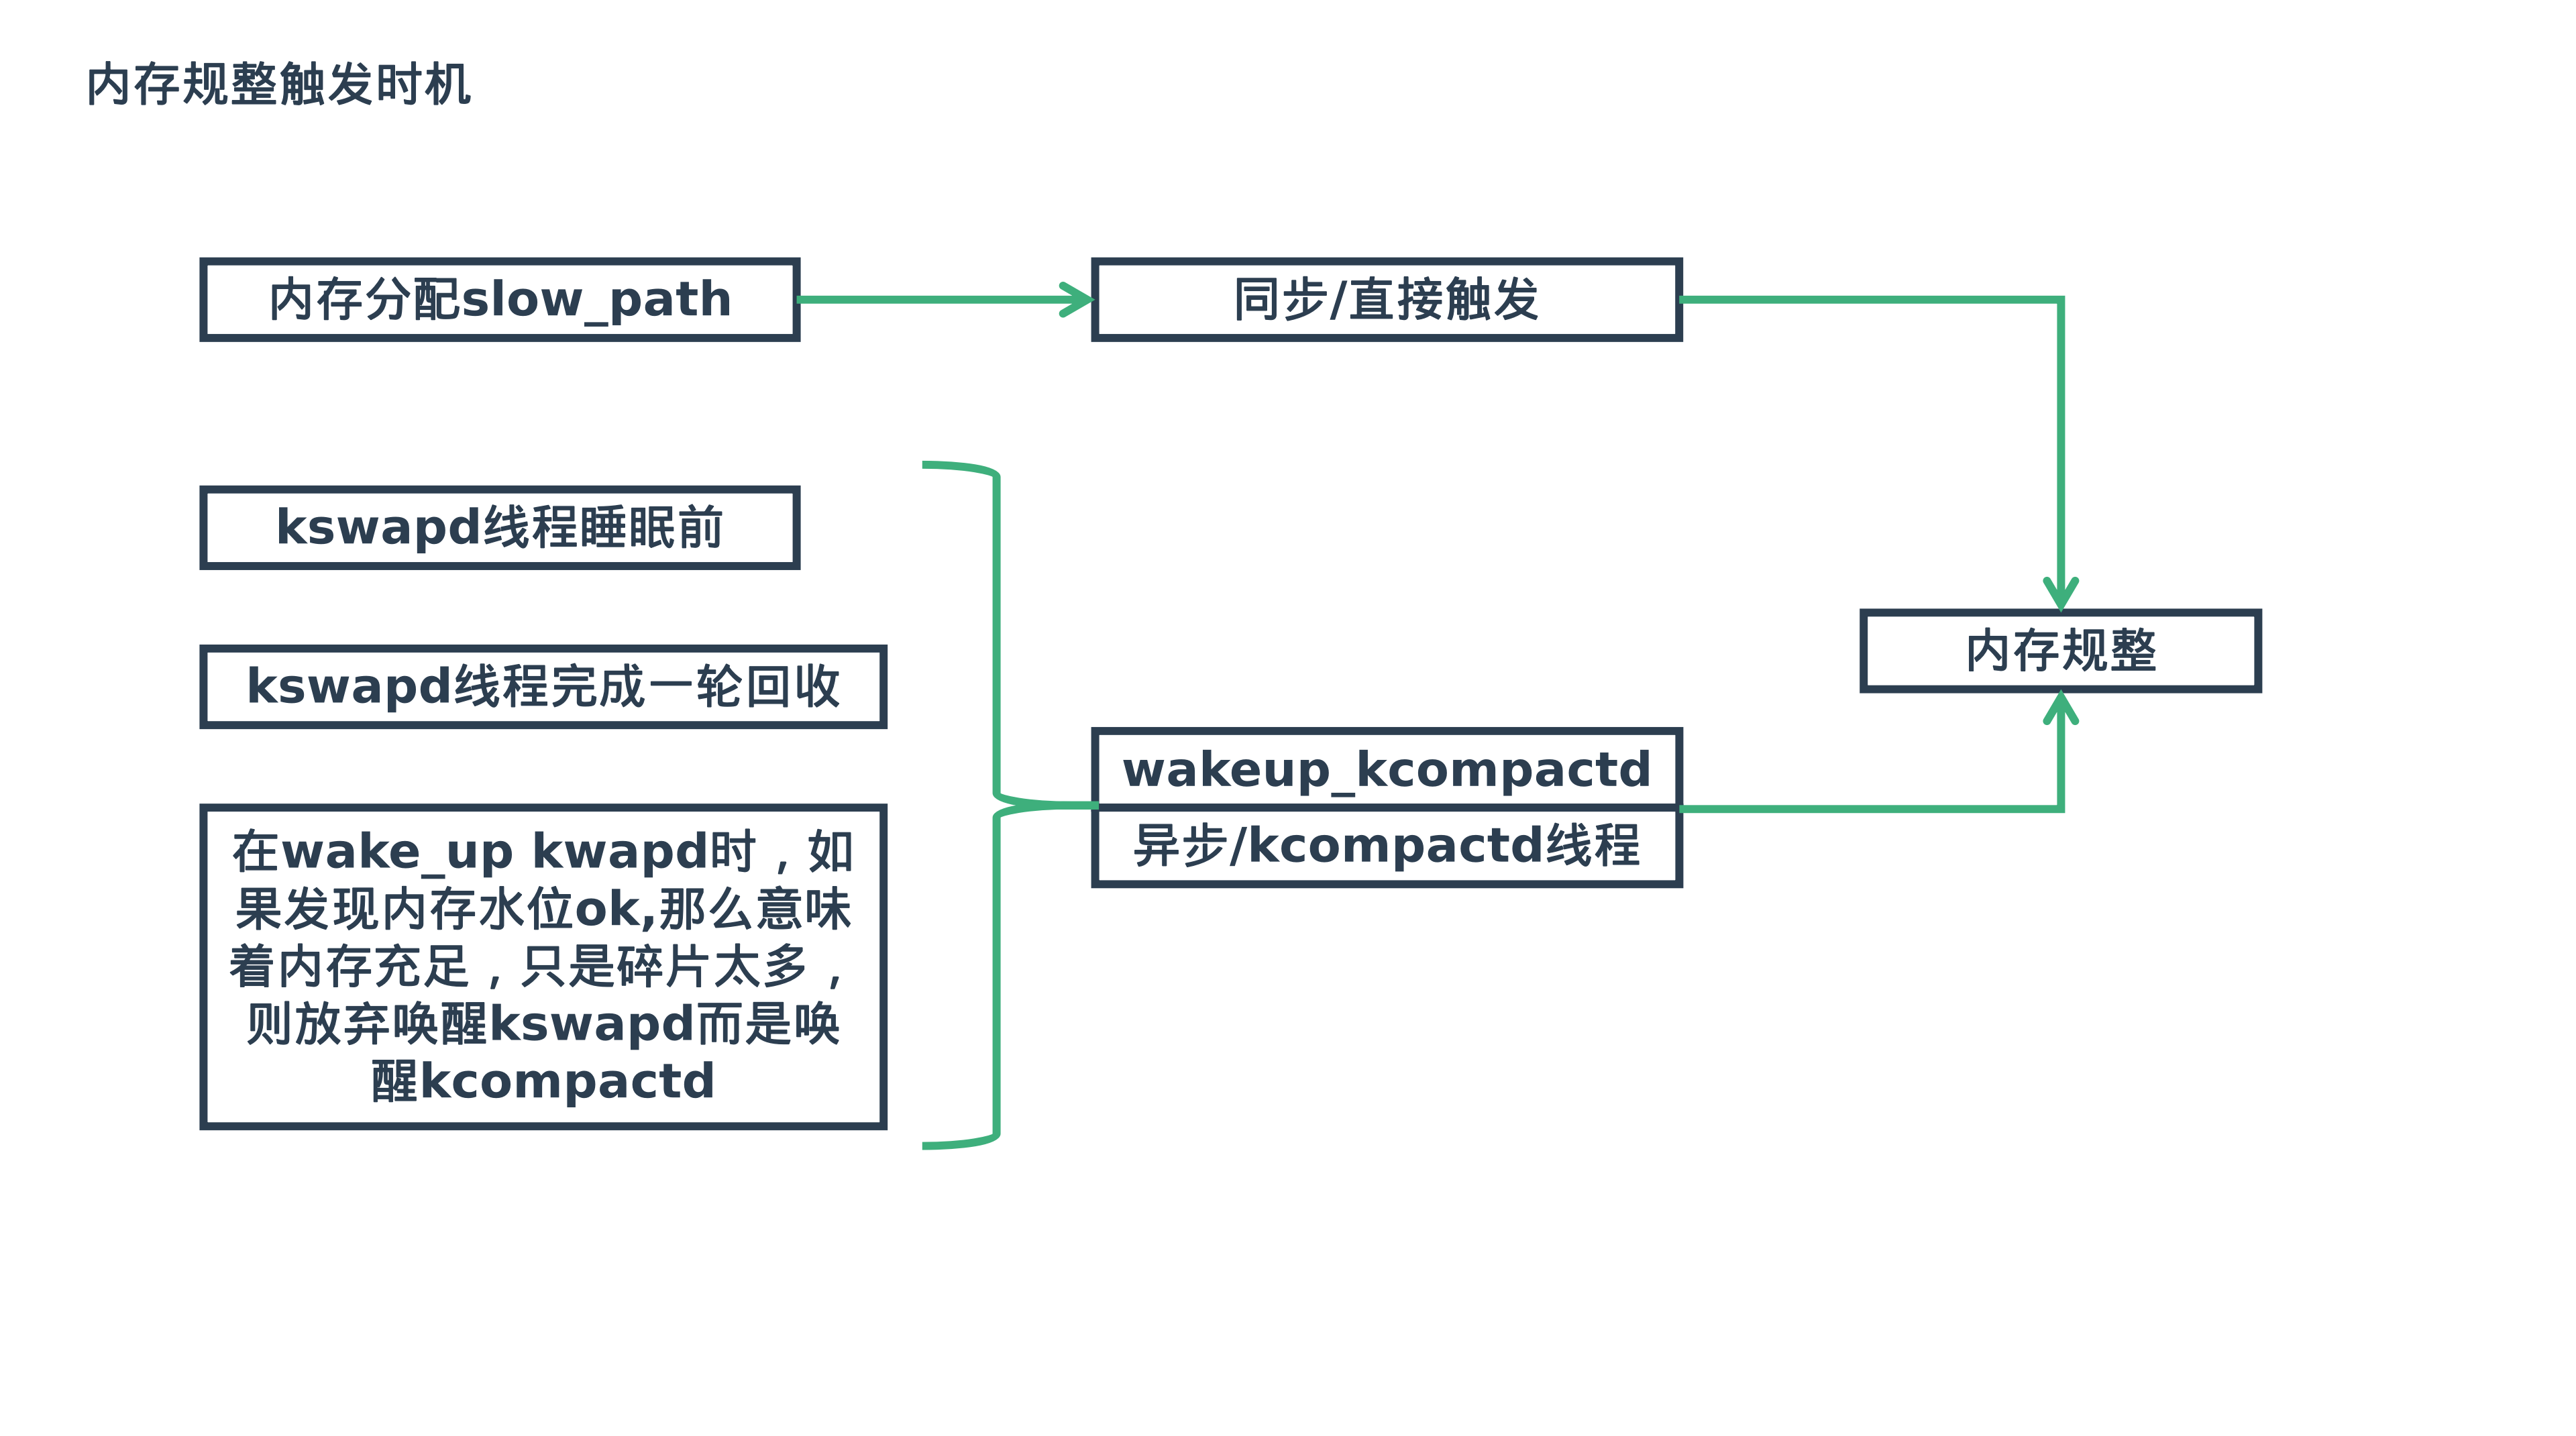 内存规整触发时机
内存分配slow_path
同步/直接触发
kswapd线程睡眠前
kswapd线程完成一轮回收
在wake_up kwapd时，如
果发现内存水位ok,那么意味
着内存充足，只是碎片太多，
则放弃唤醒kswapd而是唤
醒kcompactd
wakeup_kcompactd
异步/kcompactd线程
内存规整